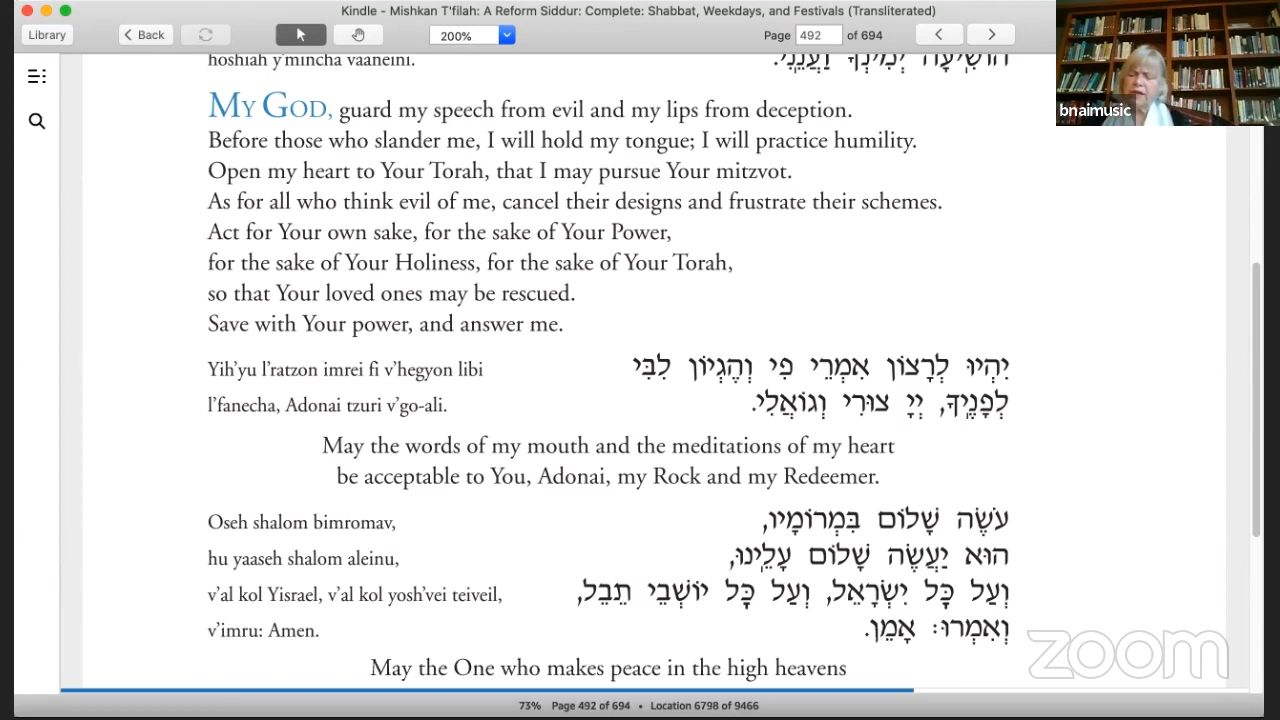 Kindle - Mishkan T'filah: A Reform Siddur: Complete: Shabbat, Weekdays, and Festivals (Transliterated)
Library
Back
200%
Page 492 of 694
bnaimusic
hoshiah y'mincha vaaneini.
הוֹשִֽׁיעָה יְמִינְךָ וַעֲנֵֽנִי.
MY GOD, guard my speech from evil and my lips from deception.
Before those who slander me, I will hold my tongue; I will practice humility.
Open my heart to Your Torah, that I may pursue Your mitzvot.
As for all who think evil of me, cancel their designs and frustrate their schemes.
Act for Your own sake, for the sake of Your Power,
for the sake of Your Holiness, for the sake of Your Torah,
so that Your loved ones may be rescued.
Save with Your power, and answer me.
Yih'yu l'ratzon imrei fi v'hegyon libi
יִהְיוּ לְרָצוֹן אִמְרֵי פִי וְהֶגְיוֹן לִבִּי
l'fanecha, Adonai tzuri v'go-ali.
לְפָנֶֽיךָ, יְיָ צוּרִי וְגוֹאֲלִי.
May the words of my mouth and the meditations of my heart
be acceptable to You, Adonai, my Rock and my Redeemer.
Oseh shalom bimromav,
עֹשֶׂה שָׁלוֹם בִּמְרוֹמָיו,
hu yaaseh shalom aleinu,
הוּא יַעֲשֶׂה שָׁלוֹם עָלֵֽינוּ,
v'al kol Yisrael, v'al kol yosh'vei teiveil,
וְעַל כׇּל יִשְׂרָאֵל, וְעַל כׇּל יוֹשְׁבֵי תֵבֵל,
v'imru: Amen.
וְאִמְרוּ: אָמֵן.
May the One who makes peace in the high heavens
zoom
73% Page 492 of 694 • Location 6798 of 9466